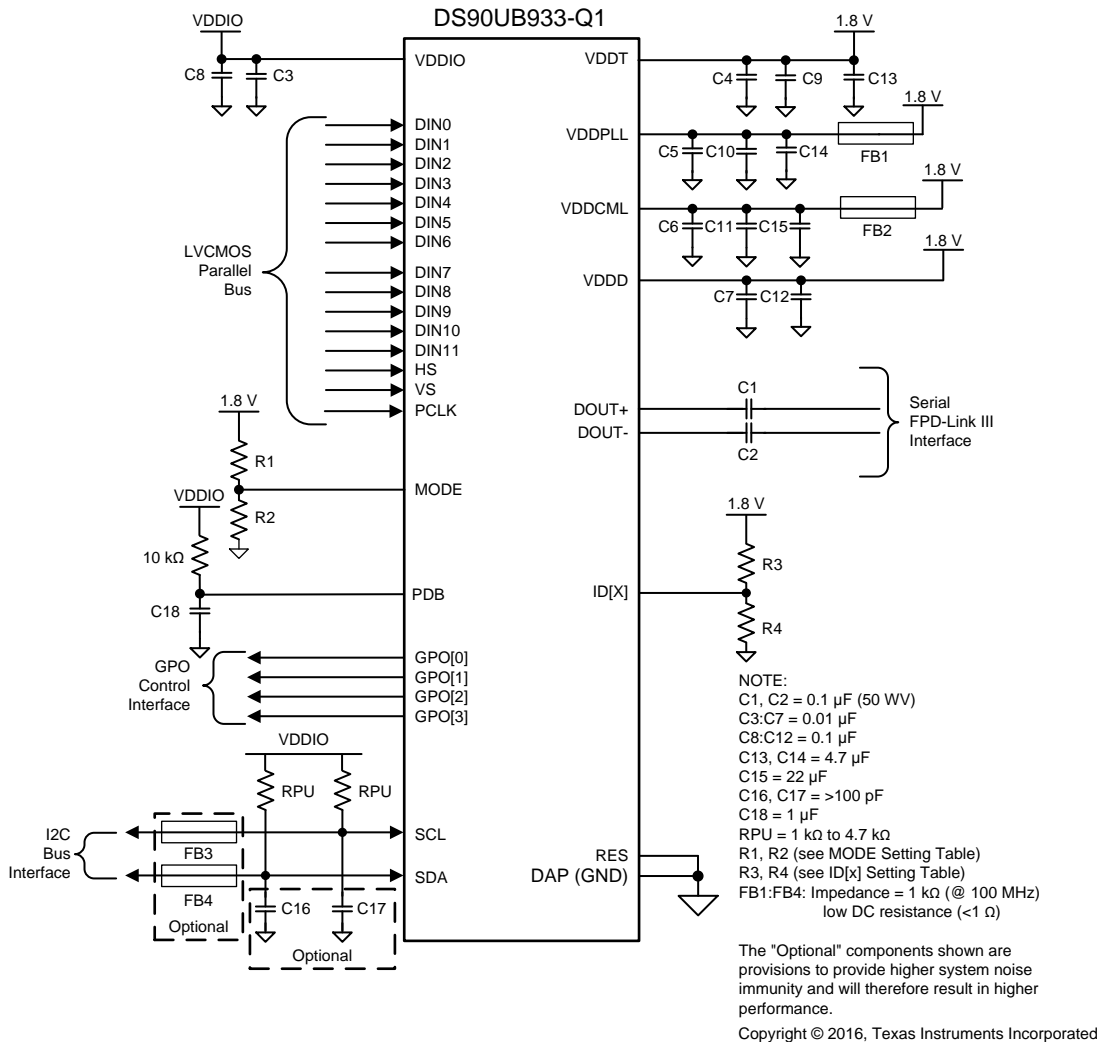 DS90UB933-Q1
VDDIO
C8
C3
VDDIO
LVCMOS
Parallel
Bus
DIN0
DIN1
DIN2
DIN3
DIN4
DIN5
DIN6
DIN7
DIN8
DIN9
DIN10
DIN11
HS
VS
PCLK
1.8 V
R1
R2
MODE
VDDIO
10 kΩ
C18
PDB
GPO
Control
Interface
GPO[0]
GPO[1]
GPO[2]
GPO[3]
VDDIO
RPU
RPU
I2C
Bus
Interface
FB3
FB4
Optional
SCL
SDA
C16
C17
Optional
VDDT
1.8 V
C4
C9
C13
VDDPLL
1.8 V
C5
C10
C14
FB1
VDDCML
1.8 V
C6
C11
C15
FB2
VDDD
1.8 V
C7
C12
DOUT+
DOUT-
C1
C2
Serial
FPD-Link III
Interface
1.8 V
R3
R4
ID[X]
RES
DAP (GND)
NOTE:
C1, C2 = 0.1 µF (50 WV)
C3:C7 = 0.01 µF
C8:C12 = 0.1 µF
C13, C14 = 4.7 µF
C15 = 22 µF
C16, C17 = >100 pF
C18 = 1 µF
RPU = 1 kΩ to 4.7 kΩ
R1, R2 (see MODE Setting Table)
R3, R4 (see ID[x] Setting Table)
FB1:FB4: Impedance = 1 kΩ (@ 100 MHz)
low DC resistance (<1 Ω)
The "Optional" components shown are
provisions to provide higher system noise
immunity and will therefore result in higher
performance.
Copyright © 2016, Texas Instruments Incorporated